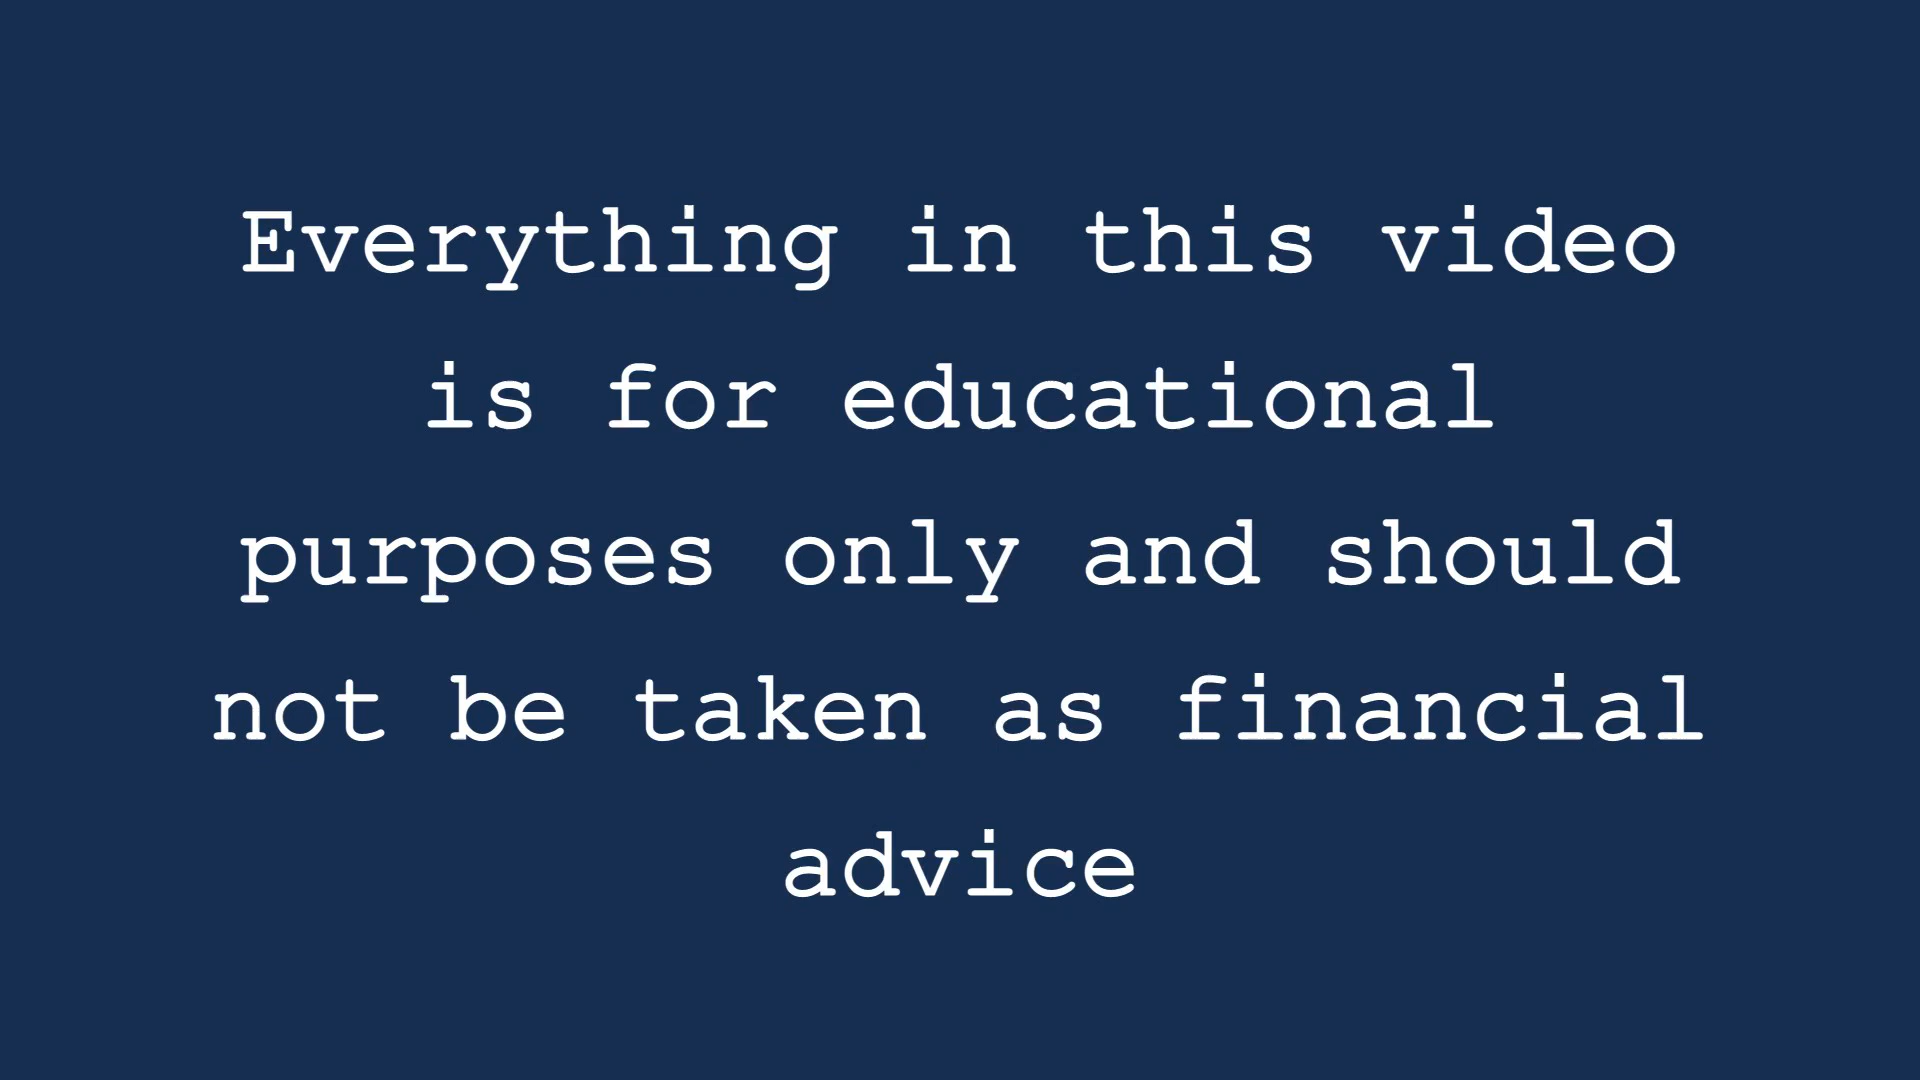 Everything in this video
is for educational
purposes only and should
not be taken as financial
advice